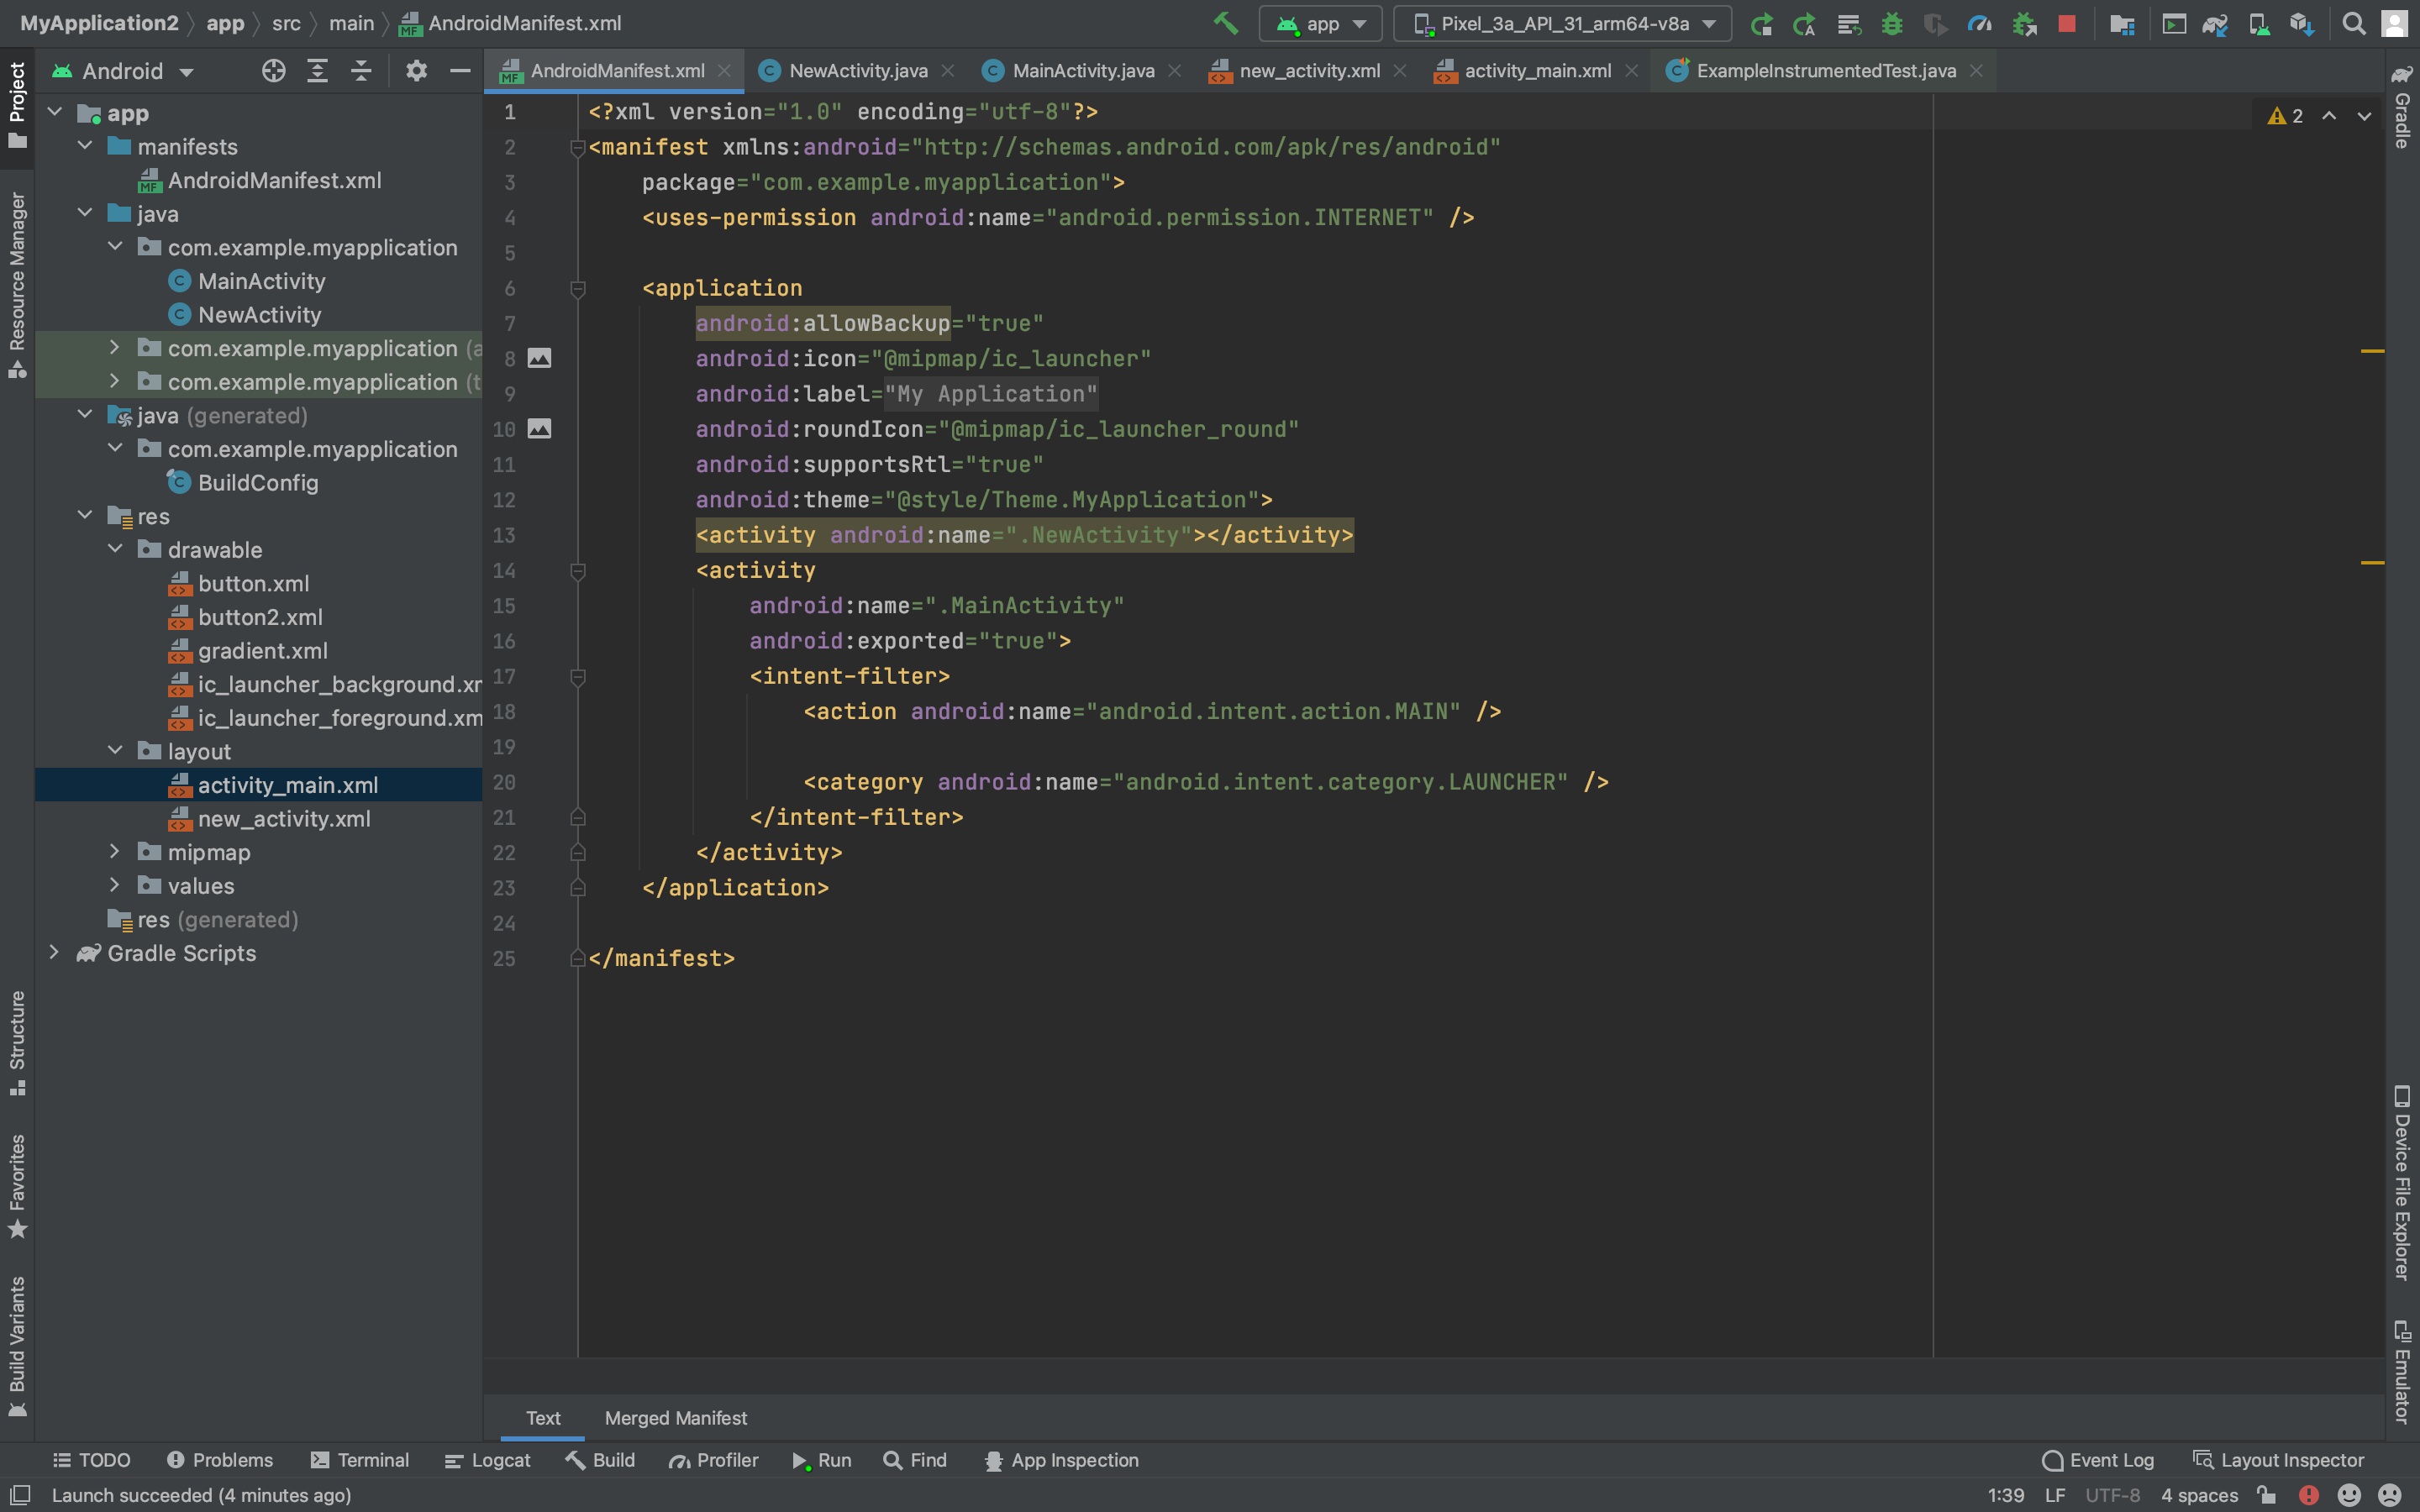 MyApplication2 app src main AndroidManifest.xml app Pixel_3a_API_31_arm64-v8a
Android
AndroidManifest.xml NewActivity.java MainActivity.java new_activity.xml activity_main.xml ExampleInstrumentedTest.java
Project
Resource Manager
Structure
Favorites
Build Variants
app
manifests
AndroidManifest.xml
java
com.example.myapplication
MainActivity
NewActivity
com.example.myapplication (a
com.example.myapplication (t
java (generated)
com.example.myapplication
BuildConfig
res
drawable
button.xml
button2.xml
gradient.xml
ic_launcher_background.xm
ic_launcher_foreground.xm
layout
activity_main.xml
new_activity.xml
mipmap
values
res (generated)
Gradle Scripts
1 <?xml version="1.0" encoding="utf-8"?>
2 <manifest xmlns:android="http://schemas.android.com/apk/res/android"
3 package="com.example.myapplication">
4 <uses-permission android:name="android.permission.INTERNET" />
5
6 <application
7 android:allowBackup="true"
8 android:icon="@mipmap/ic_launcher"
9 android:label="My Application"
10 android:roundIcon="@mipmap/ic_launcher_round"
11 android:supportsRtl="true"
12 android:theme="@style/Theme.MyApplication">
13 <activity android:name=".NewActivity"></activity>
14 <activity
15 android:name=".MainActivity"
16 android:exported="true">
17 <intent-filter>
18 <action android:name="android.intent.action.MAIN" />
19
20 <category android:name="android.intent.category.LAUNCHER" />
21 </intent-filter>
22 </activity>
23 </application>
24
25 </manifest>
2
Gradle
Device File Explorer
Emulator
Text Merged Manifest
TODO Problems Terminal Logcat Build Profiler Run Find App Inspection Event Log Layout Inspector
Launch succeeded (4 minutes ago) 1:39 LF UTF-8 4 spaces